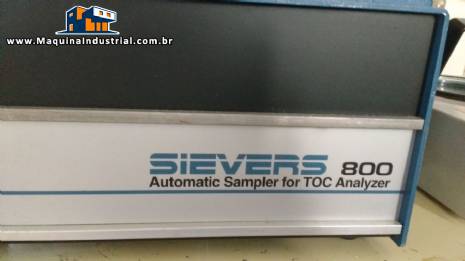 www.MaquinaIndustrial.com.br
SIEVERS 800
Automatic Sampler for TOC Analyzer